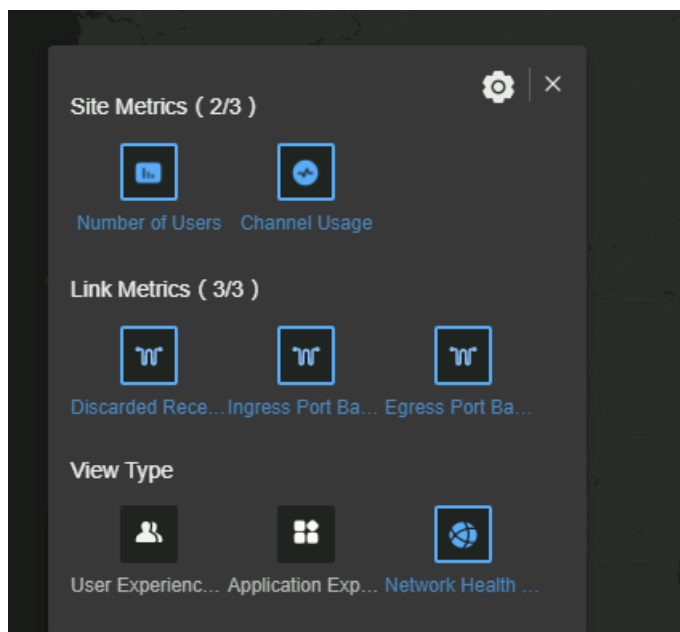 Site Metrics ( 2/3 )
Number of Users Channel Usage
Link Metrics ( 3/3 )
Discarded Rece... Ingress Port Ba... Egress Port Ba...
View Type
User Experienc... Application Exp... Network Health ...